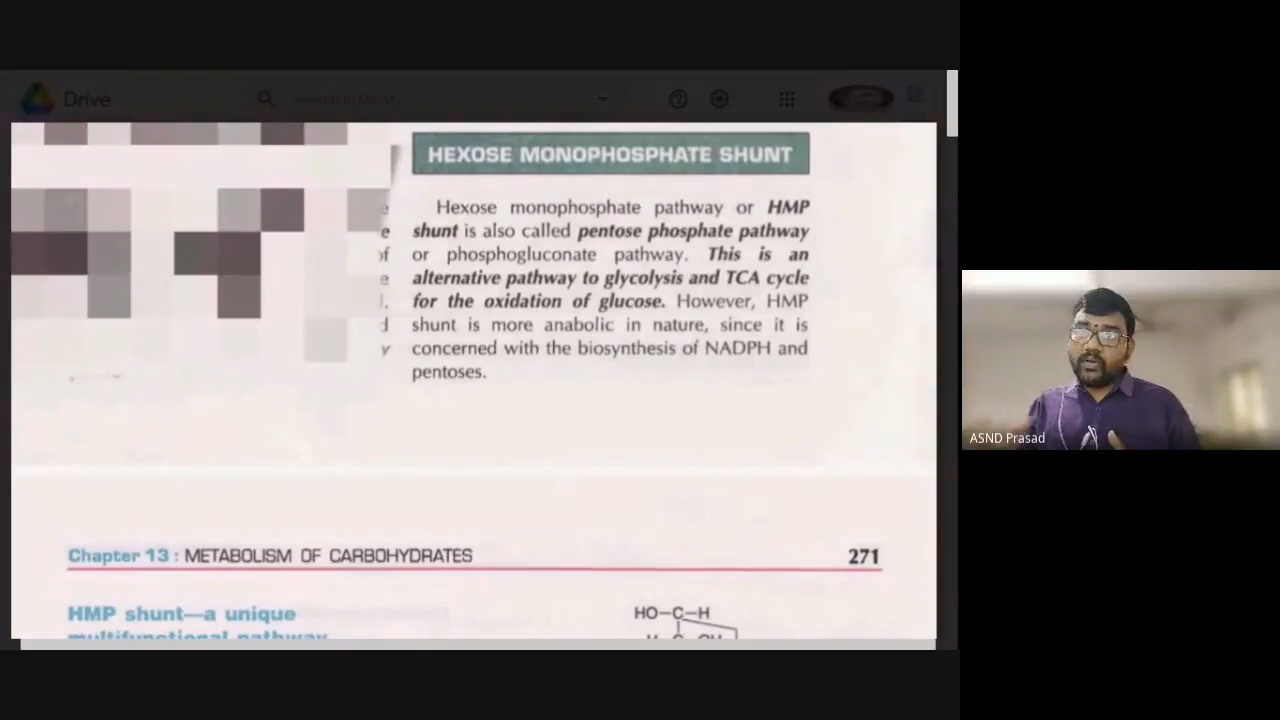 Drive
HEXOSE MONOPHOSPHATE SHUNT
Hexose monophosphate pathway or HMP
shunt is also called pentose phosphate pathway
or phosphogluconate pathway. This is an
alternative pathway to glycolysis and TCA cycle
for the oxidation of glucose. However, HMP
shunt is more anabolic in nature, since it is
concerned with the biosynthesis of NADPH and
pentoses.
e
of
y
ASND Prasad
Chapter 13 : METABOLISM OF CARBOHYDRATES
271
HMP shunt—a unique
multifunctional pathway
HO–C–H